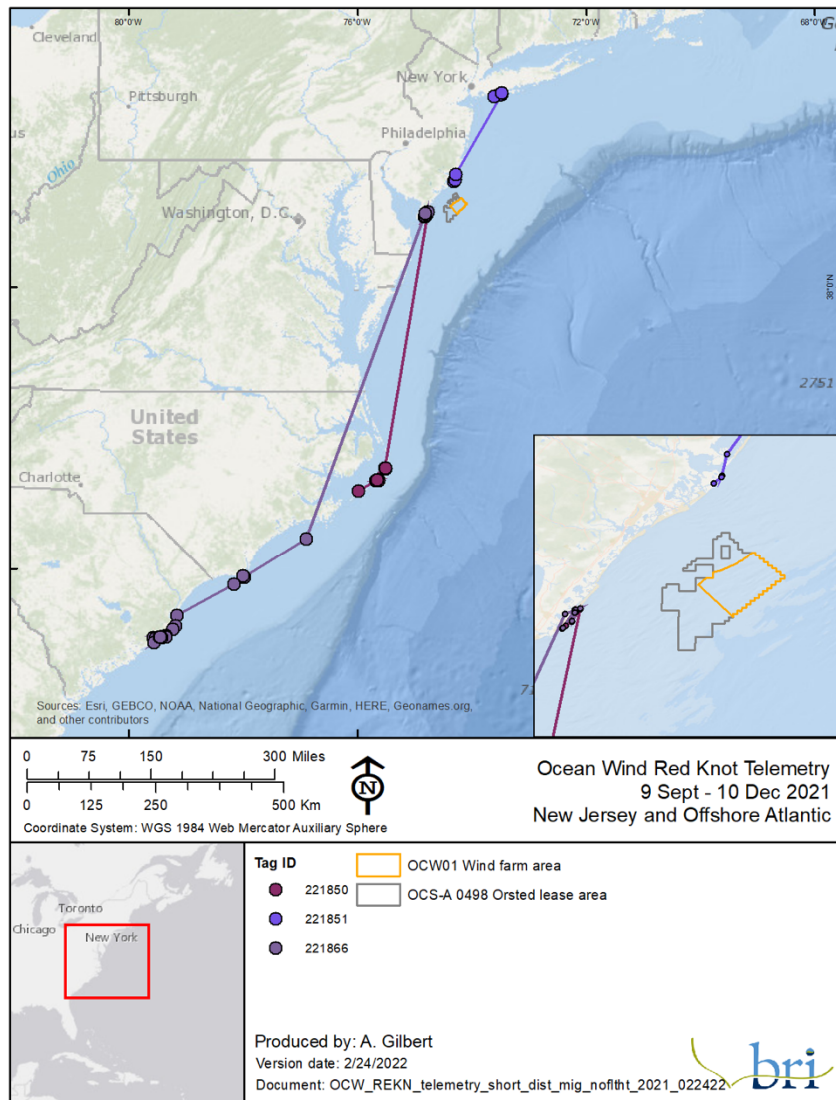 80°0'W
76°0'W
72°0'W
68°0'W
Cleveland
New York
Pittsburgh
Philadelphia
us
Ohio
Washington, D.C.
38°0'N
2751
United
States
Charlotte
Sources: Esri, GEBCO, NOAA, National Geographic, Garmin, HERE, Geonames.org,
and other contributors
0 75 150 300 Miles
0 125 250 500 Km
N
Coordinate System: WGS 1984 Web Mercator Auxiliary Sphere
Ocean Wind Red Knot Telemetry
9 Sept - 10 Dec 2021
New Jersey and Offshore Atlantic
Toronto
Chicago
New York
Tag ID
221850
221851
221866
OCW01 Wind farm area
OCS-A 0498 Orsted lease area
Produced by: A. Gilbert
Version date: 2/24/2022
Document: OCW_REKN_telemetry_short_dist_mig_nofltht_2021_022422
bri